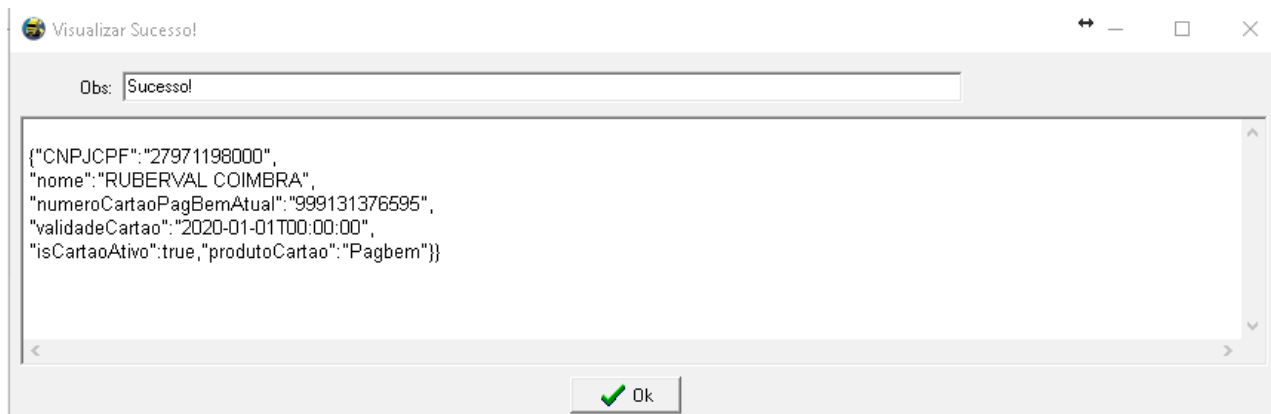 Visualizar Sucesso!
Obs: Sucesso!
{"CNPJCPF":"27971198000",
"nome":"RUBERVAL COIMBRA",
"numeroCartaoPagBemAtual":"999131376595",
"validadeCartao":"2020-01-01T00:00:00",
"isCartaoAtivo":true,"produtoCartao":"Pagbem"}}
Ok